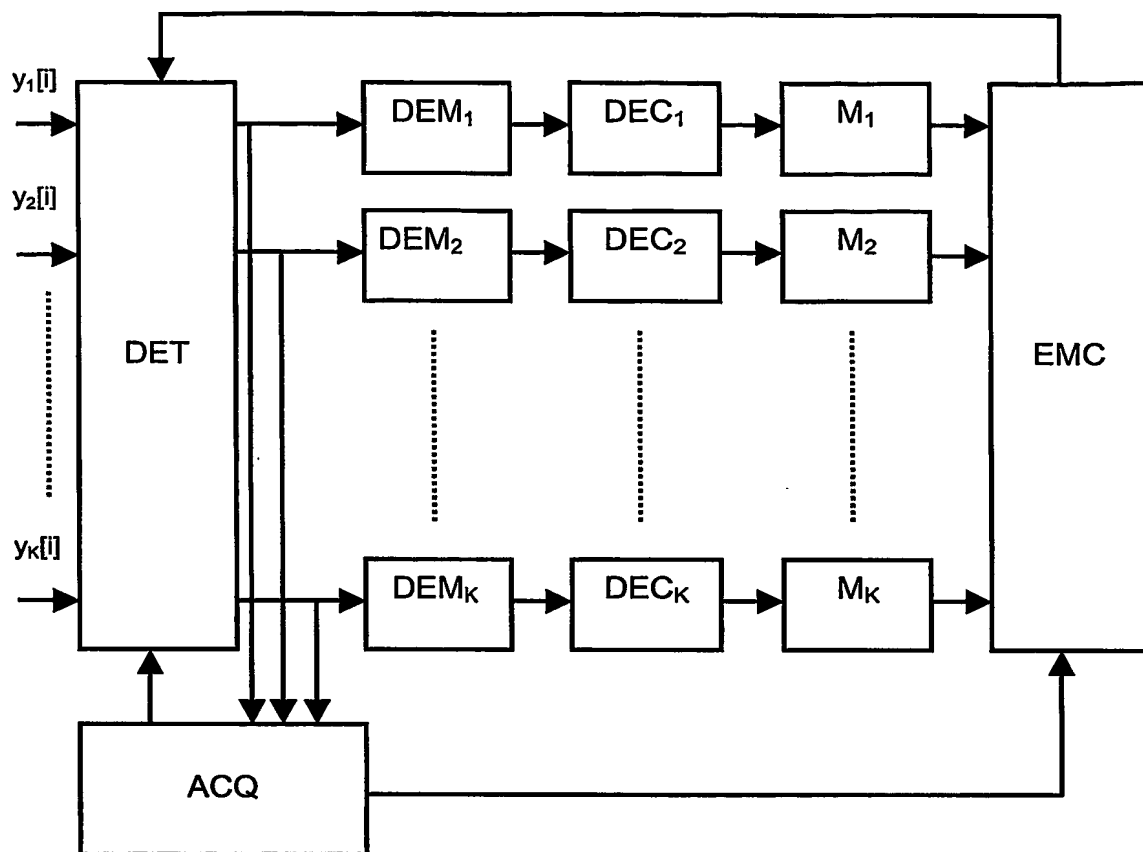 y₁[i]
DEM₁ DEC₁ M₁
y₂[i]
DEM₂ DEC₂ M₂
DET EMC
yK[i]
DEMK DECK MK
ACQ